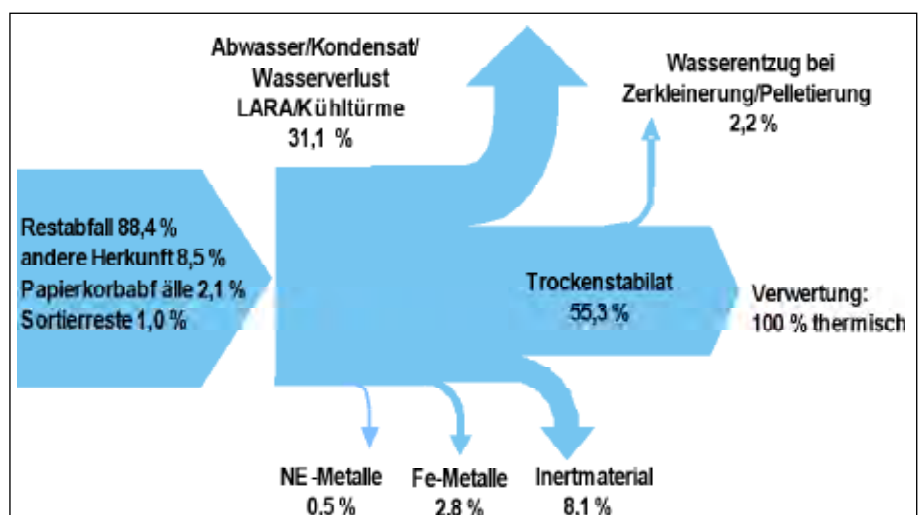 Abwasser/Kondensat/
Wasserverlust
LARA/Kühltürme
31,1 %
Wasserentzug bei
Zerkleinerung/Pelletierung
2,2 %
Restabfall 88,4 %
andere Herkunft 8,5 %
Papierkorbabf älle 2,1 %
Sortierreste 1,0 %
Trockenstabilat
55,3 %
Verwertung:
100 % thermisch
NE-Metalle
0,5 %
Fe-Metalle
2,8 %
Inertmaterial
8,1 %